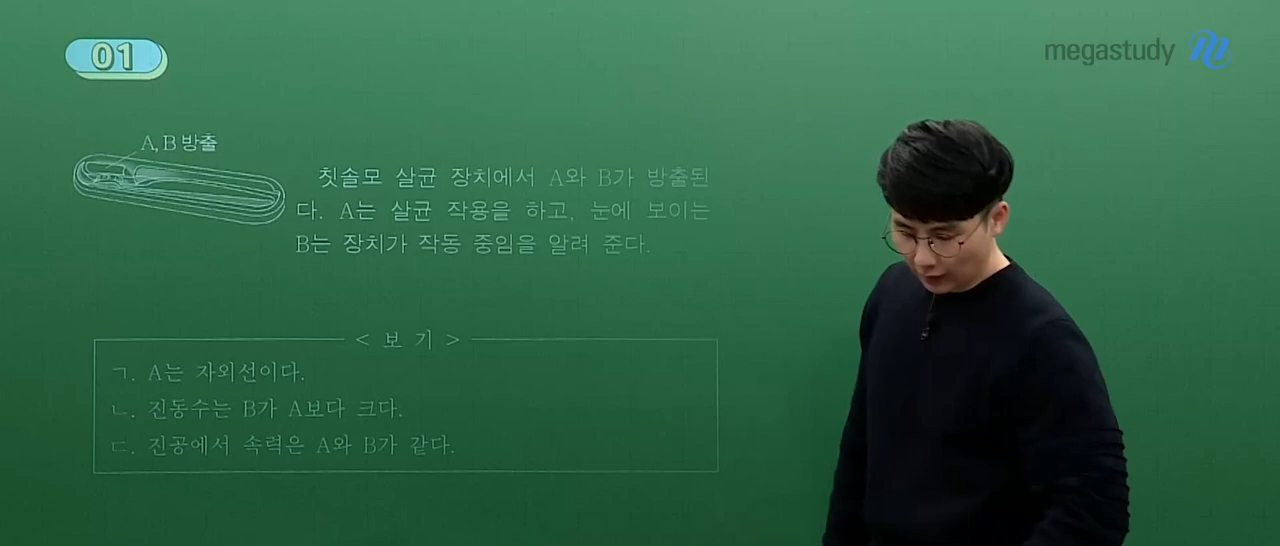 01
megastudy
A, B 방출
칫솔모 살균 장치에서 A와 B가 방출된
다. A는 살균 작용을 하고, 눈에 보이는
B는 장치가 작동 중임을 알려 준다.
< 보 기 >
ㄱ. A는 자외선이다.
ㄴ. 진동수는 B가 A보다 크다.
ㄷ. 진공에서 속력은 A와 B가 같다.